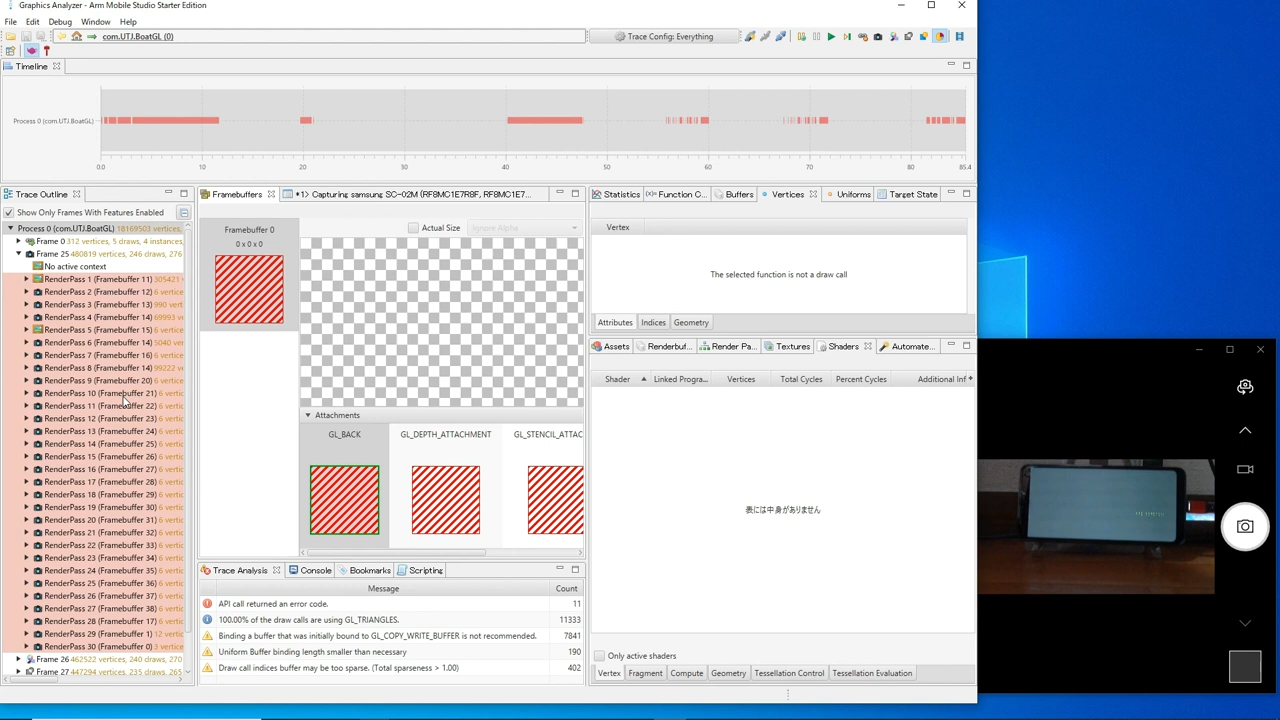 Graphics Analyzer - Arm Mobile Studio Starter Edition
File Edit Debug Window Help
com.UTJ.BoatGL (0)
Trace Config: Everything
Timeline
Process 0 (com.UTJ.BoatGL)
0.0 10 20 30 40 50 60 70 80 85.4
Trace Outline
Show Only Frames With Features Enabled
Process 0 (com.UTJ.BoatGL) 18169503 vertices,
Frame 0 312 vertices, 5 draws, 4 instances,
Frame 25 480819 vertices, 246 draws, 276
No active context
RenderPass 1 (Framebuffer 11) 305421 v
RenderPass 2 (Framebuffer 12) 6 vertice
RenderPass 3 (Framebuffer 13) 990 vert
RenderPass 4 (Framebuffer 14) 69993 v
RenderPass 5 (Framebuffer 15) 6 vertice
RenderPass 6 (Framebuffer 14) 5040 ver
RenderPass 7 (Framebuffer 16) 6 vertice
RenderPass 8 (Framebuffer 14) 99222 v
RenderPass 9 (Framebuffer 20) 6 vertice
RenderPass 10 (Framebuffer 21) 6 vertic
RenderPass 11 (Framebuffer 22) 6 vertic
RenderPass 12 (Framebuffer 23) 6 vertic
RenderPass 13 (Framebuffer 24) 6 vertic
RenderPass 14 (Framebuffer 25) 6 vertic
RenderPass 15 (Framebuffer 26) 6 vertic
RenderPass 16 (Framebuffer 27) 6 vertic
RenderPass 17 (Framebuffer 28) 6 vertic
RenderPass 18 (Framebuffer 29) 6 vertic
RenderPass 19 (Framebuffer 30) 6 vertic
RenderPass 20 (Framebuffer 31) 6 vertic
RenderPass 21 (Framebuffer 32) 6 vertic
RenderPass 22 (Framebuffer 33) 6 vertic
RenderPass 23 (Framebuffer 34) 6 vertic
RenderPass 24 (Framebuffer 35) 6 vertic
RenderPass 25 (Framebuffer 36) 6 vertic
RenderPass 26 (Framebuffer 37) 6 vertic
RenderPass 27 (Framebuffer 38) 6 vertic
RenderPass 28 (Framebuffer 17) 6 vertic
RenderPass 29 (Framebuffer 1) 12 vertic
RenderPass 30 (Framebuffer 0) 3 vertice
Frame 26 462522 vertices, 240 draws, 270
Frame 27 447294 vertices, 235 draws, 265
Framebuffers *1) Capturing samsung SC-02M (RF8MC1E7R8F, RF8MC1E7...
Framebuffer 0
0 x 0 x 0
Actual Size Ignore Alpha
Attachments
GL_BACK GL_DEPTH_ATTACHMENT GL_STENCIL_ATTAC
Trace Analysis Console Bookmarks Scripting
Message Count
API call returned an error code. 11
100.00% of the draw calls are using GL_TRIANGLES. 11333
Binding a buffer that was initially bound to GL_COPY_WRITE_BUFFER is not recommended. 7841
Uniform Buffer binding length smaller than necessary 190
Draw call indices buffer may be too sparse. (Total sparseness > 1.00) 402
Statistics Function C... Buffers Vertices Uniforms Target State
Vertex
The selected function is not a draw call
Attributes Indices Geometry
Assets Renderbuf... Render Pa... Textures Shaders Automate...
Shader Linked Progra... Vertices Total Cycles Percent Cycles Additional Inf
表には中身がありません
Only active shaders
Vertex Fragment Compute Geometry Tessellation Control Tessellation Evaluation